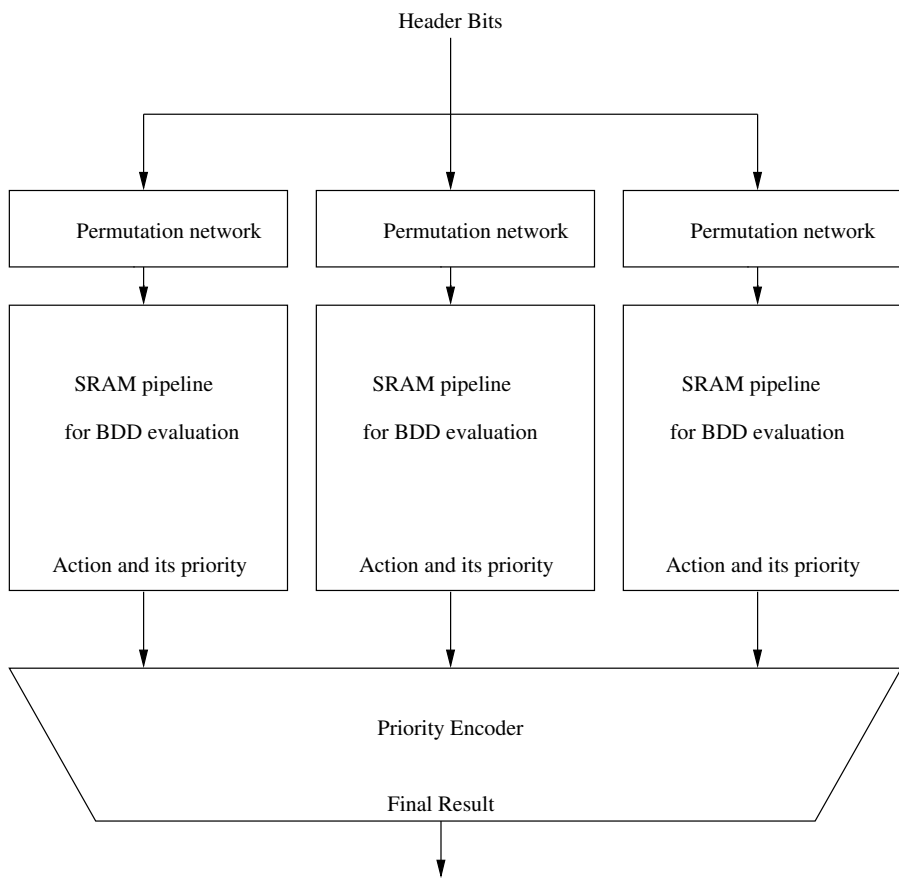 Header Bits
Permutation network
Permutation network
Permutation network
SRAM pipeline
for BDD evaluation
Action and its priority
SRAM pipeline
for BDD evaluation
Action and its priority
SRAM pipeline
for BDD evaluation
Action and its priority
Priority Encoder
Final Result